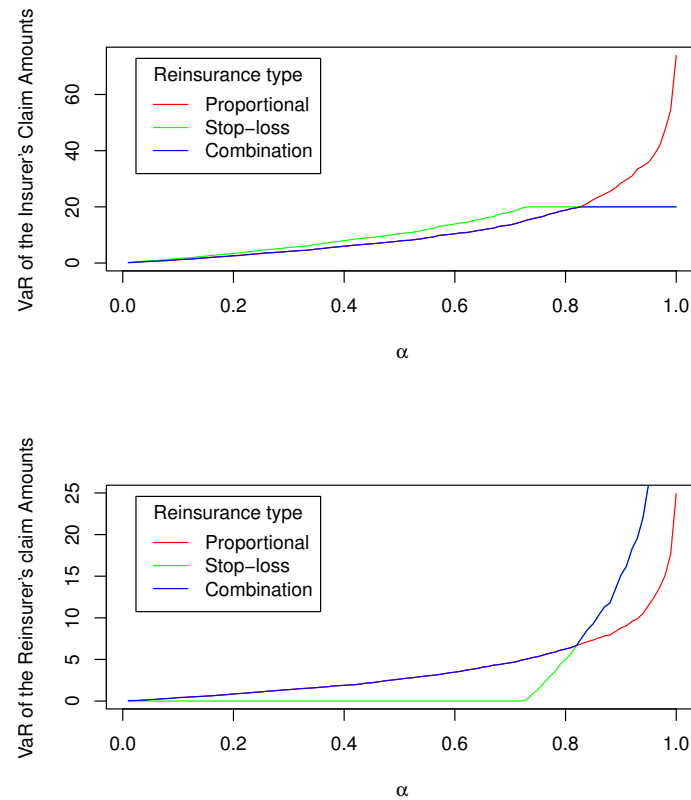 VaR of the Insurer's Claim Amounts
60
40
20
0
Reinsurance type
Proportional
Stop−loss
Combination
0.0 0.2 0.4 0.6 0.8 1.0
α
VaR of the Reinsurer's claim Amounts
25
20
15
10
5
0
Reinsurance type
Proportional
Stop−loss
Combination
0.0 0.2 0.4 0.6 0.8 1.0
α